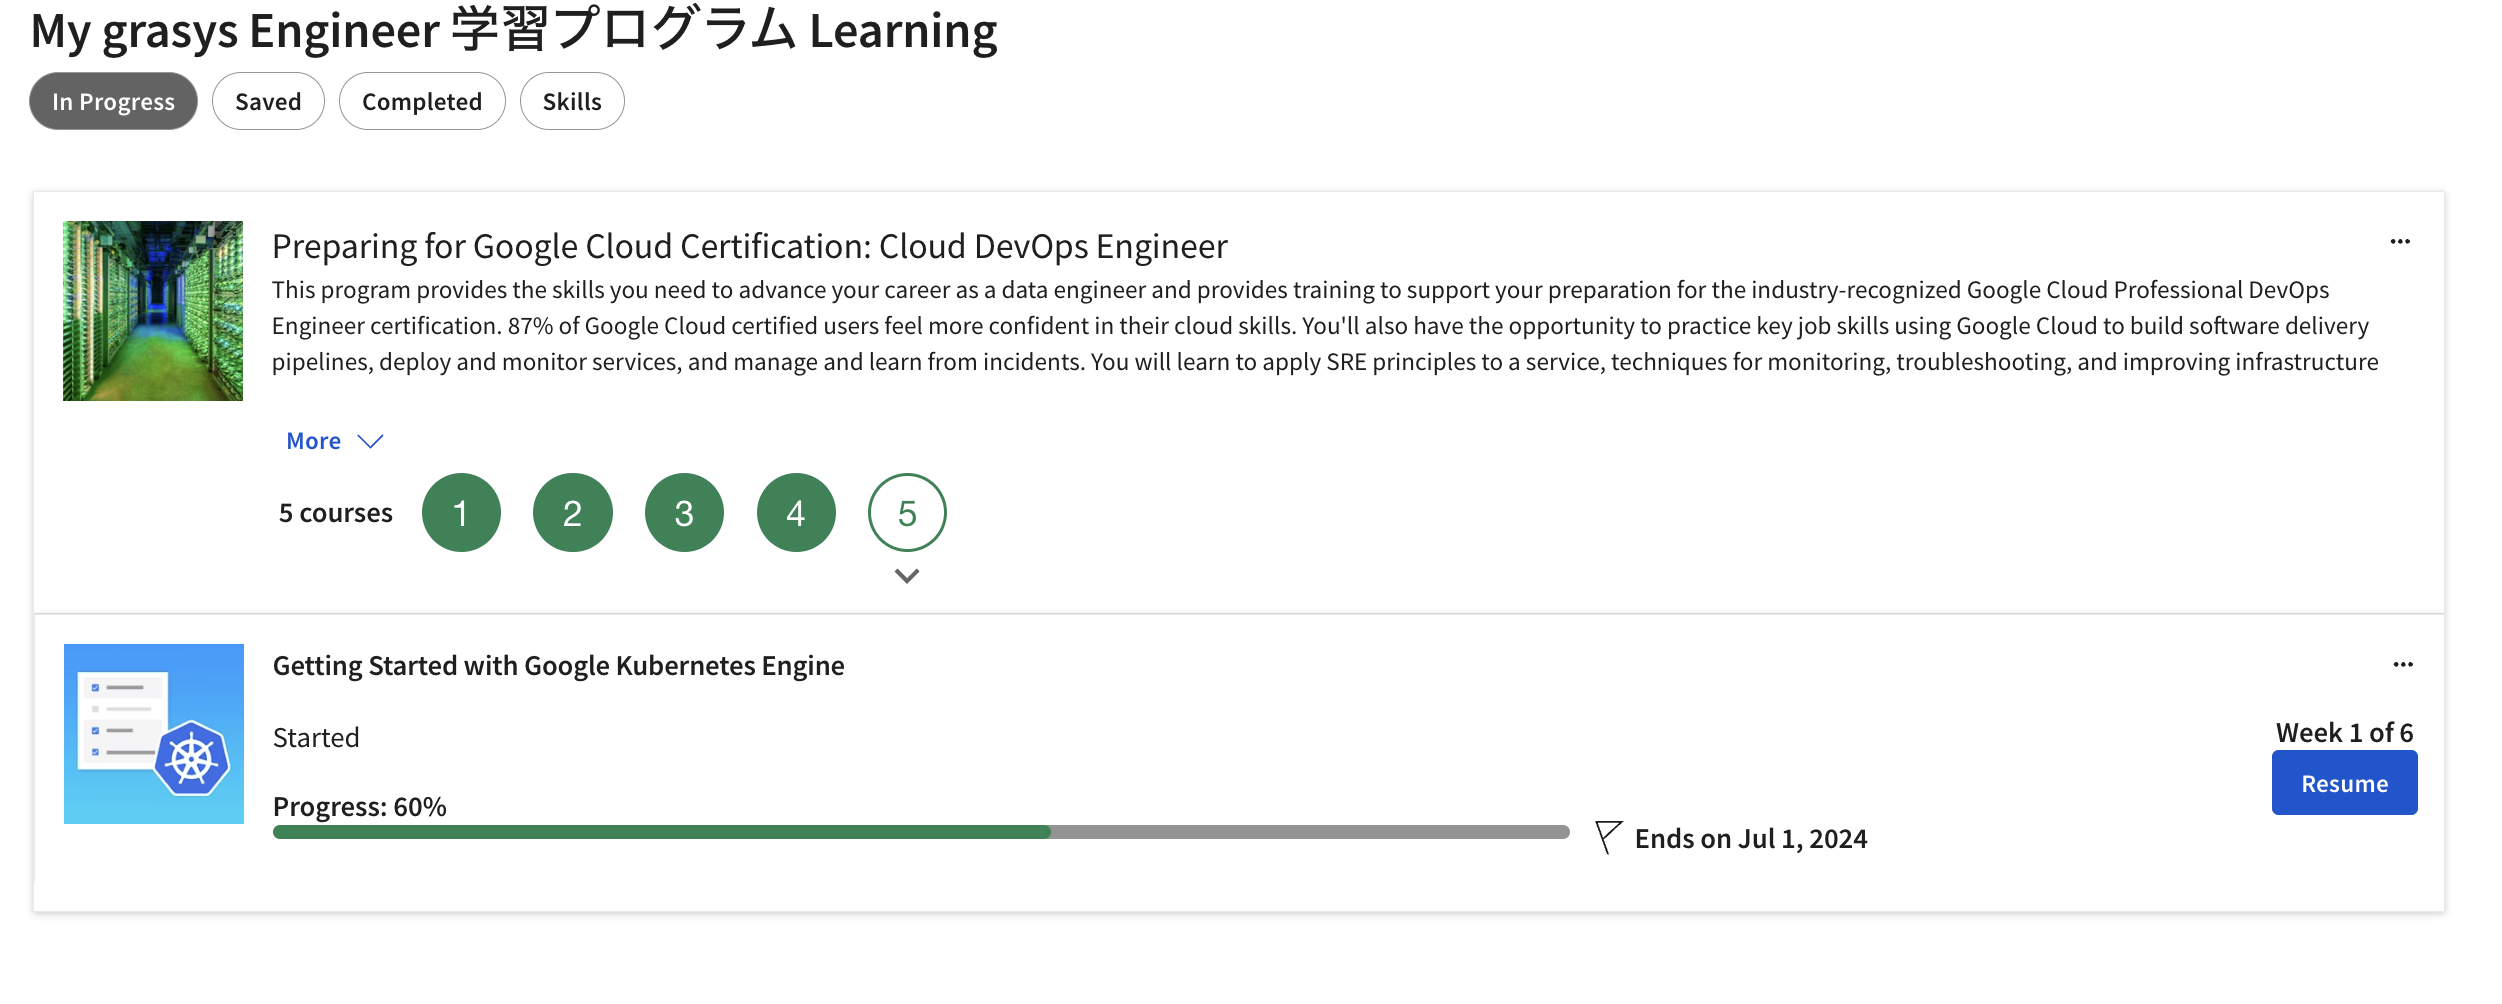 My grasys Engineer 学習プログラム Learning
In Progress
Saved
Completed
Skills
Preparing for Google Cloud Certification: Cloud DevOps Engineer
This program provides the skills you need to advance your career as a data engineer and provides training to support your preparation for the industry-recognized Google Cloud Professional DevOps
Engineer certification. 87% of Google Cloud certified users feel more confident in their cloud skills. You'll also have the opportunity to practice key job skills using Google Cloud to build software delivery
pipelines, deploy and monitor services, and manage and learn from incidents. You will learn to apply SRE principles to a service, techniques for monitoring, troubleshooting, and improving infrastructure
More
5 courses
1
2
3
4
5
Getting Started with Google Kubernetes Engine
Started
Week 1 of 6
Resume
Progress: 60%
Ends on Jul 1, 2024